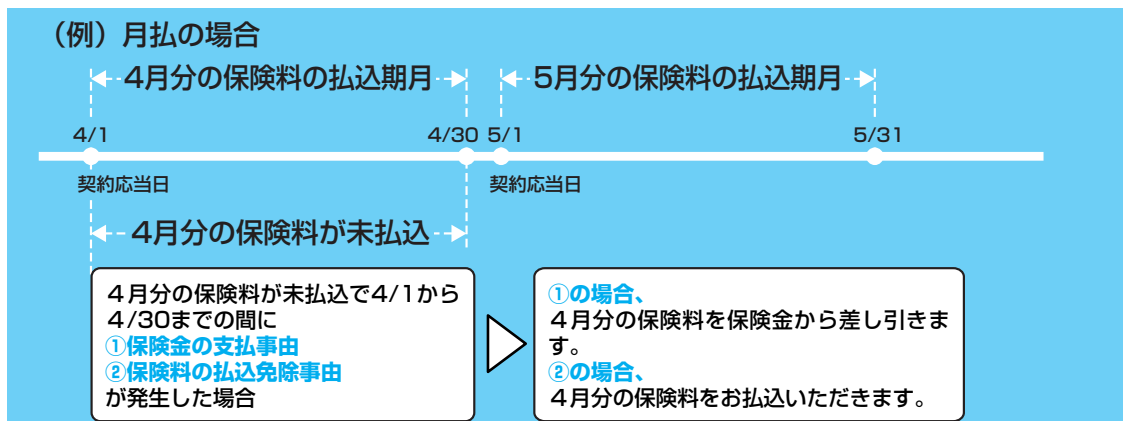 （例）月払の場合
4月分の保険料の払込期月
5月分の保険料の払込期月
4/1
4/30
5/1
5/31
契約応当日
契約応当日
4月分の保険料が未払込
４月分の保険料が未払込で4/1から
４/30までの間に
①保険金の支払事由
②保険料の払込免除事由
が発生した場合
①の場合、
４月分の保険料を保険金から差し引きま
す。
②の場合、
４月分の保険料をお払込いただきます。